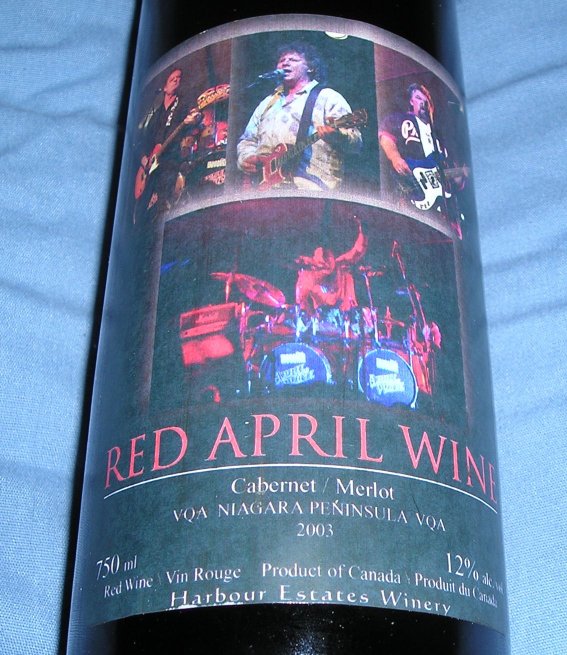 RED APRIL WINE
Cabernet / Merlot
VQA NIAGARA PENINSULA VQA
2003
750 ml
12% alc.
Red Wine \ Vin Rouge Product of Canada \ Produit du Canada
Harbour Estates Winery